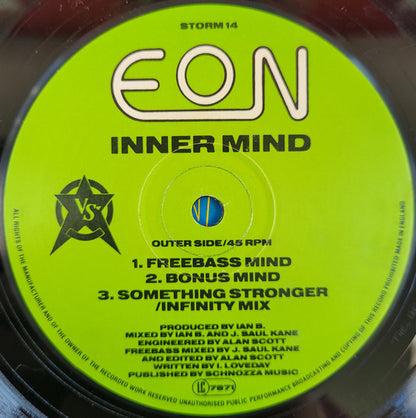 STORM 14
EON
INNER MIND
VS
OUTER SIDE/45 RPM
1. FREEBASS MIND
2. BONUS MIND
3. SOMETHING STRONGER
/INFINITY MIX
PRODUCED BY IAN B.
MIXED BY IAN B. AND J. SAUL KANE
ENGINEERED BY ALAN SCOTT
FREEBASS MIXED BY J. SAUL KANE
AND EDITED BY ALAN SCOTT
WRITTEN BY I. LOVEDAY
PUBLISHED BY SCHNOZZA MUSIC
LC 7871
ALL RIGHTS OF THE MANUFACTURER AND OF THE OWNER OF THE RECORDED WORK RESERVED UNAUTHORISED PUBLIC PERFORMANCE BROADCASTING AND COPYING OF THIS RECORD PROHIBITED MADE IN ENGLAND